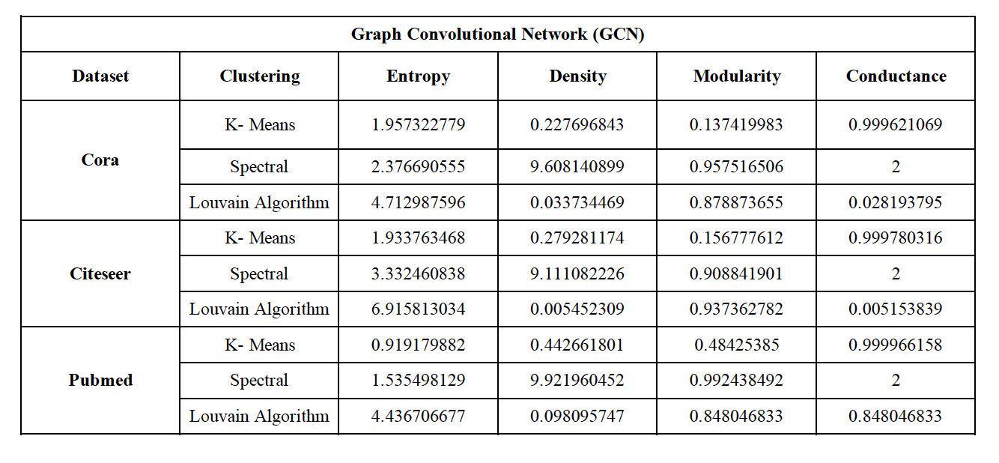 Graph Convolutional Network (GCN)
Dataset Clustering Entropy Density Modularity Conductance
Cora
K- Means 1.957322779 0.227696843 0.137419983 0.999621069
Spectral 2.376690555 9.608140899 0.957516506 2
Louvain Algorithm 4.712987596 0.033734469 0.878873655 0.028193795
Citeseer
K- Means 1.933763468 0.279281174 0.156777612 0.999780316
Spectral 3.332460838 9.111082226 0.908841901 2
Louvain Algorithm 6.915813034 0.005452309 0.937362782 0.005153839
Pubmed
K- Means 0.919179882 0.442661801 0.48425385 0.999966158
Spectral 1.535498129 9.921960452 0.992438492 2
Louvain Algorithm 4.436706677 0.098095747 0.848046833 0.848046833